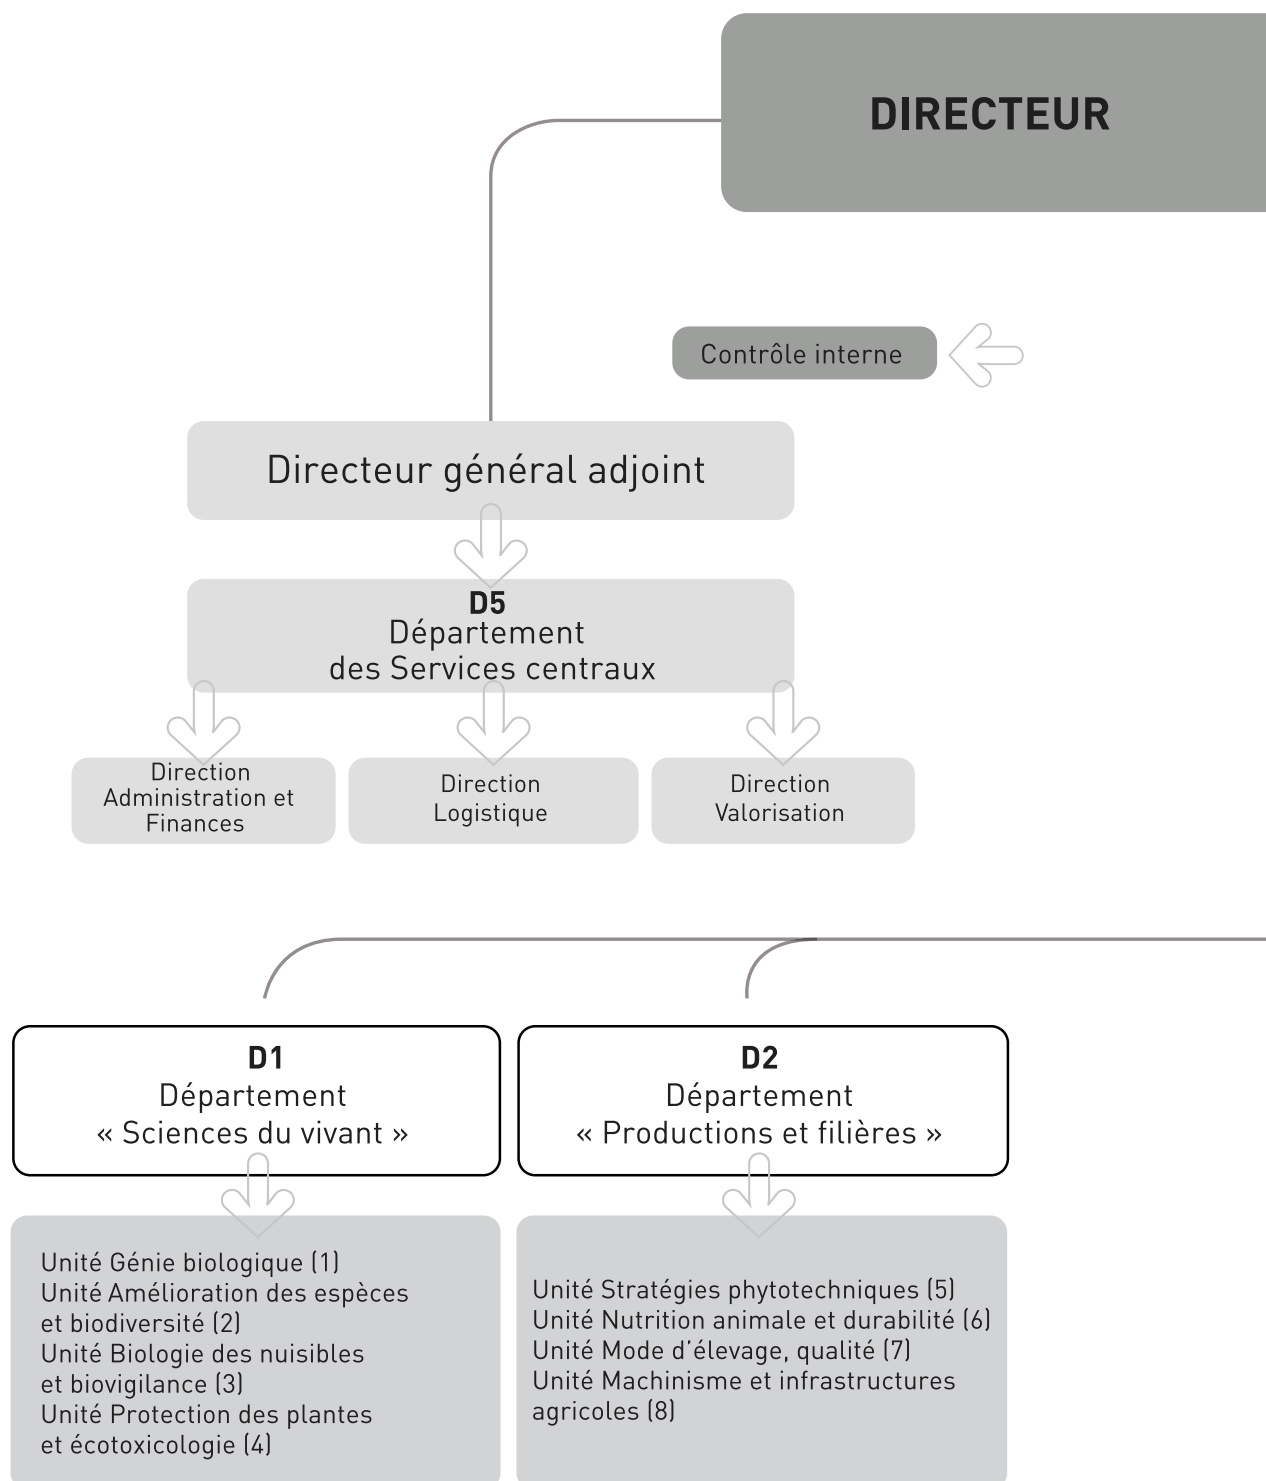 DIRECTEUR
Contrôle interne
Directeur général adjoint
D5
Département
des Services centraux
Direction
Administration et
Finances
Direction
Logistique
Direction
Valorisation
D1
Département
« Sciences du vivant »
D2
Département
« Productions et filières »
Unité Génie biologique (1)
Unité Amélioration des espèces
et biodiversité (2)
Unité Biologie des nuisibles
et biovigilance (3)
Unité Protection des plantes
et écotoxicologie (4)
Unité Stratégies phytotechniques (5)
Unité Nutrition animale et durabilité (6)
Unité Mode d'élevage, qualité (7)
Unité Machinisme et infrastructures
agricoles (8)